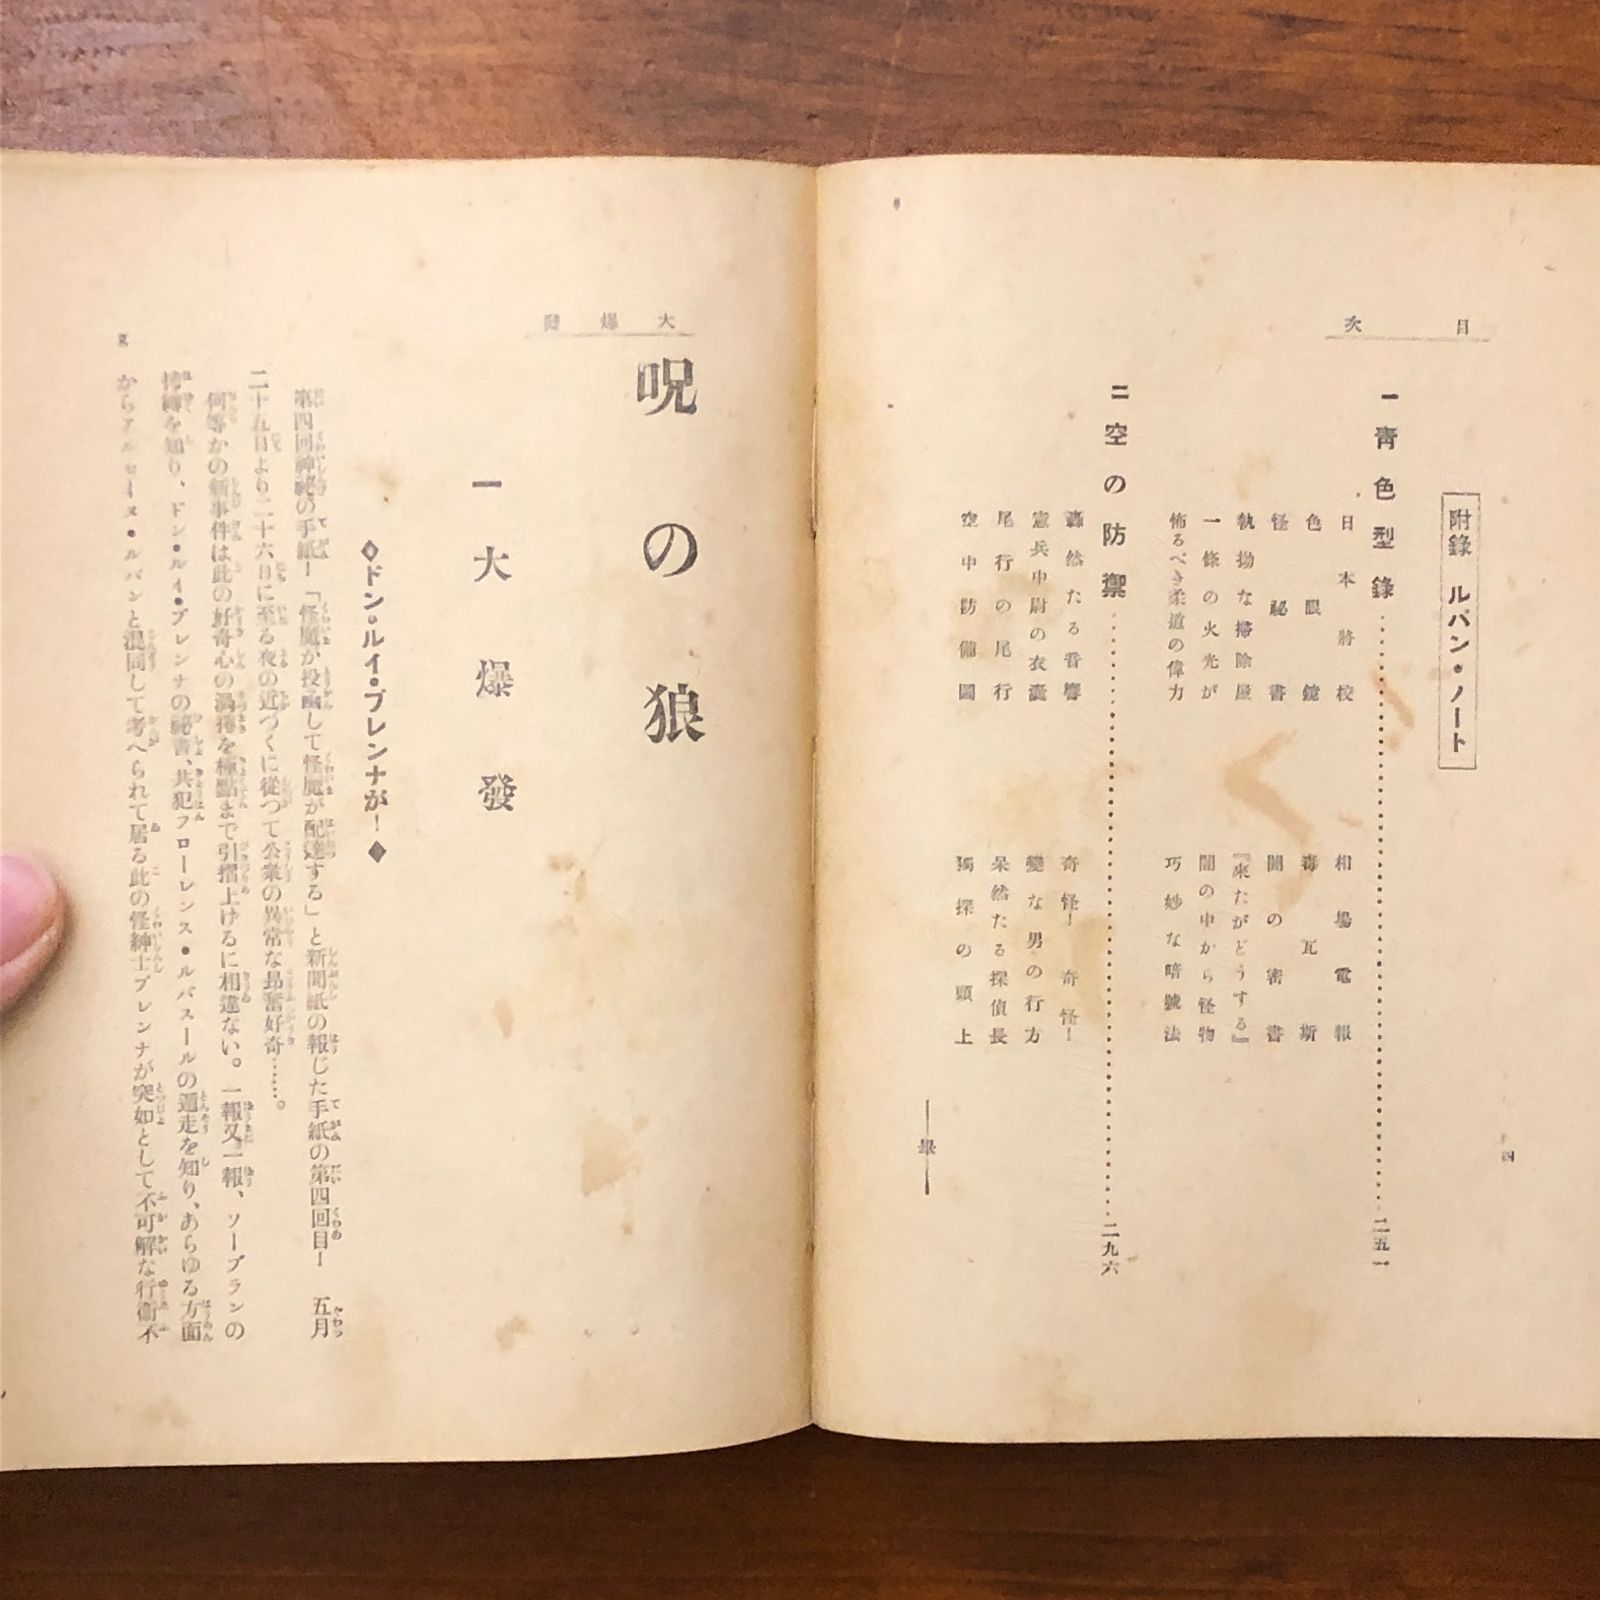 目次
四
附錄 ルパン・ノート
一 青色型錄……二五一
日本將校
色眼鏡
怪祕書
執拗な掃除屋
一條の火光が
怖るべき柔道の偉力
相場電報
毒瓦斯
闇の密書
『來たがどうする』
闇の中から怪物
巧妙な暗號法
二 空の防禦……二九六
轟然たる音響
憲兵中尉の衣囊
尾行の尾行
空中防備圖
奇怪！奇怪！
變な男の行方
呆然たる探偵長
獨探の頭上
――畢――
大爆發
呪の狼
一 大爆發
◆ドン・ルイ・プレンナが！◆
第四回神祕の手紙！「怪魔が投函して怪魔が配達する」と新聞紙の報じた手紙の第四回目！ 五月
二十五日より二十六日に至る夜の近づくに從つて公衆の異常な昂奮好奇……。
何等かの新事件は此の好奇心の渦捲を極點まで引摺上けるに相違ない。一報又一報、ソーブランの
捕縛を知り、ドン・ルイ・プレンナの祕書、共犯フローレンス・ルバスールの遁走を知り、あらゆる方面
からアルセーヌ・ルパンと混同して考へられて居る此の怪紳士プレンナが突如として不可解な行衞不